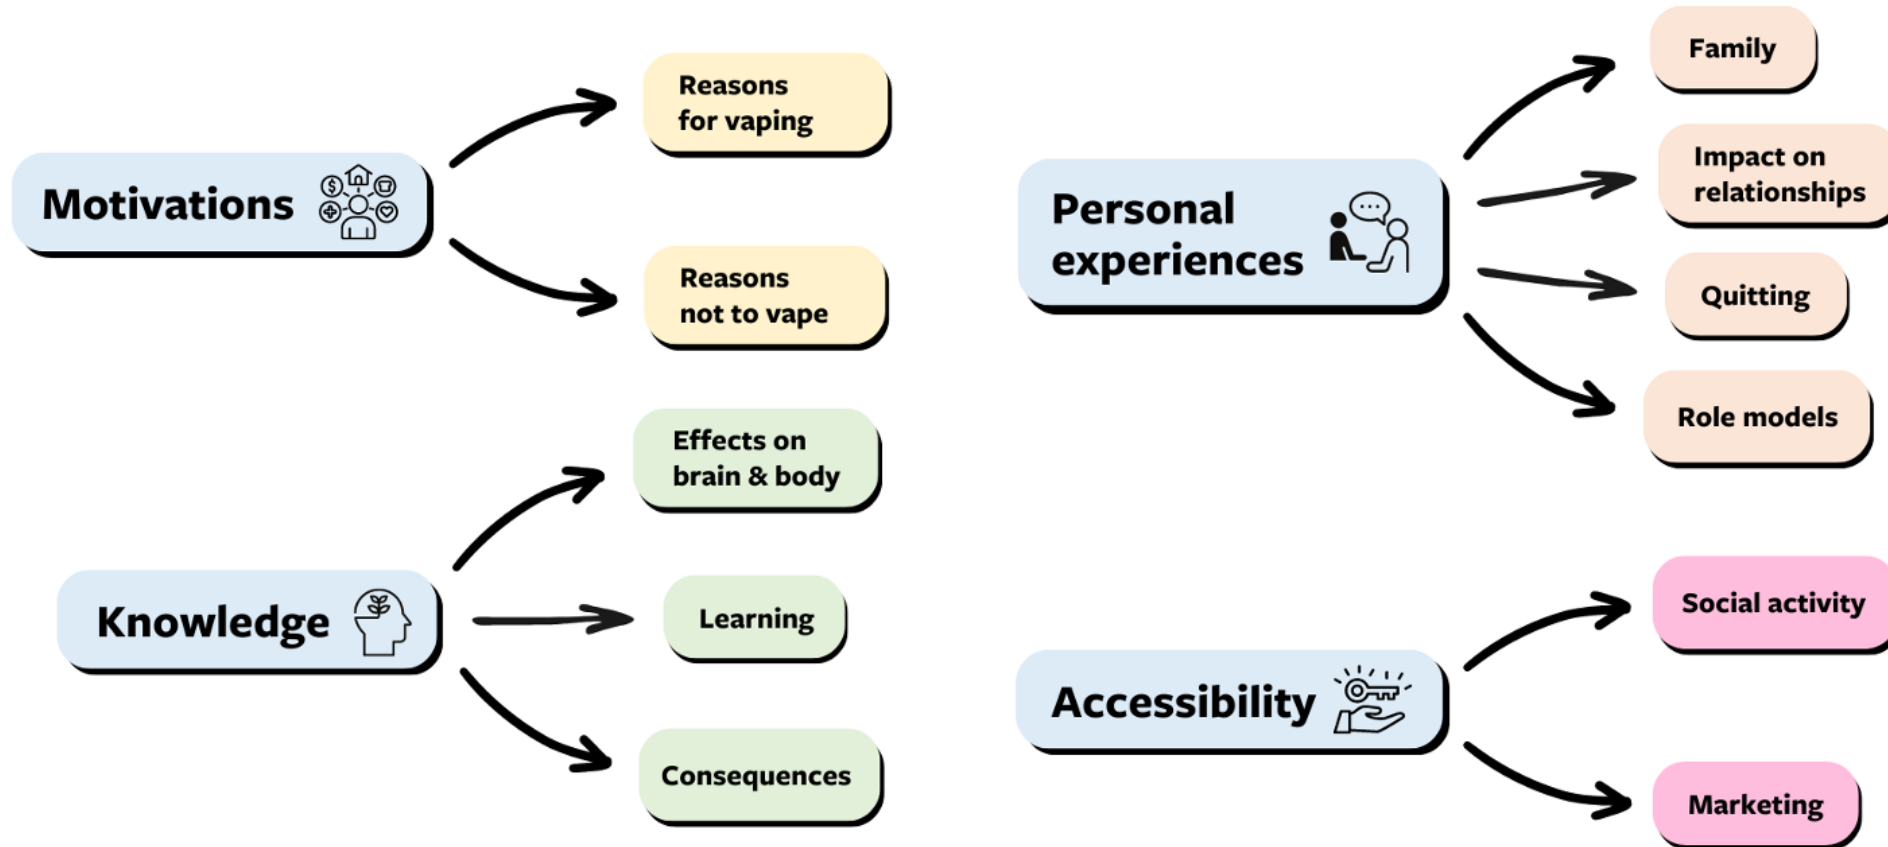 Motivations
Reasons
for vaping
Reasons
not to vape
Knowledge
Effects on
brain & body
Learning
Consequences
Personal
experiences
Family
Impact on
relationships
Quitting
Role models
Accessibility
Social activity
Marketing